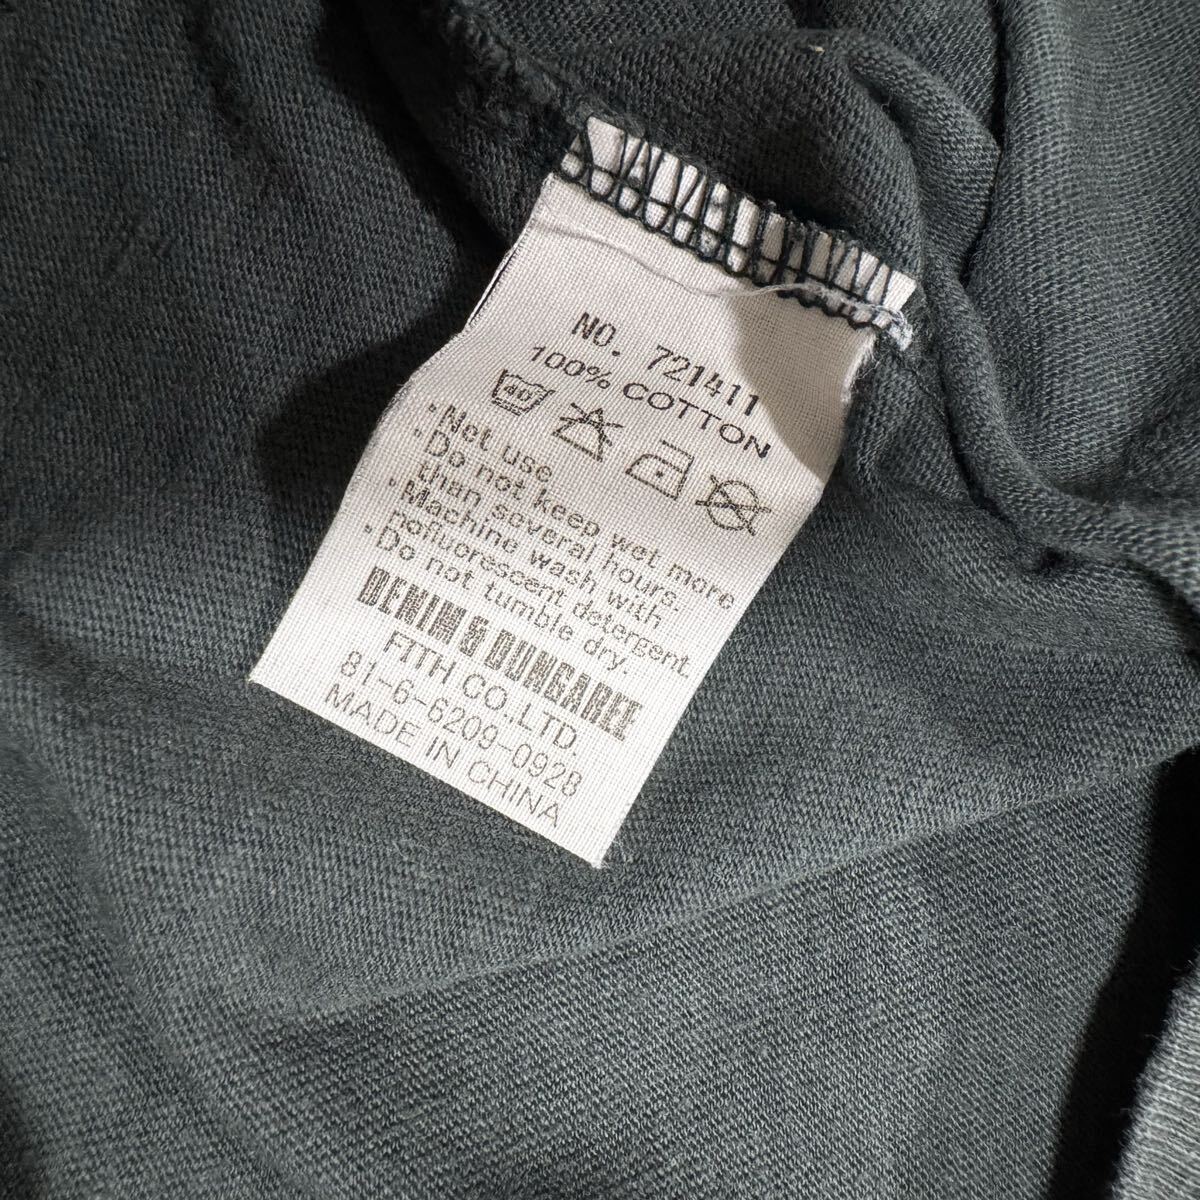 NO. 721411
100% COTTON
40
・Net use
・Do not keep wet more
than several hours.
・Machine wash with
nofluorescent detergent.
・Do not tumble dry.
DENIM & DUNGAREE
FITH CO.,LTD.
81-6-6209-0928
MADE IN CHINA